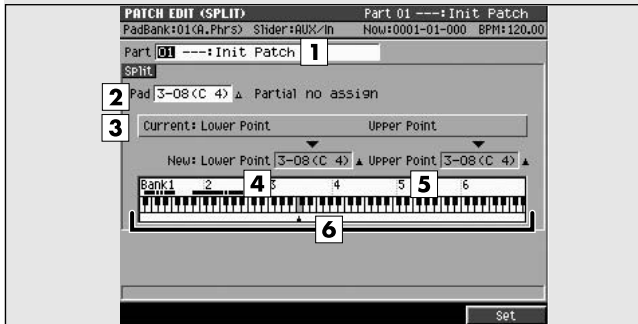 PATCH EDIT (SPLIT) Part 01 ---:Init Patch
PadBank:01(A.Phrs) Slider:AUX/In Now:0001-01-000 BPM:120.00
Part 01 ---:Init Patch 1
Split
2 Pad 3-08(C 4) Partial no assign
3 Current: Lower Point Upper Point
New: Lower Point 3-08(C 4) Upper Point 3-08(C 4)
4 5
Bank1 2 3 4 5 6
6
Set